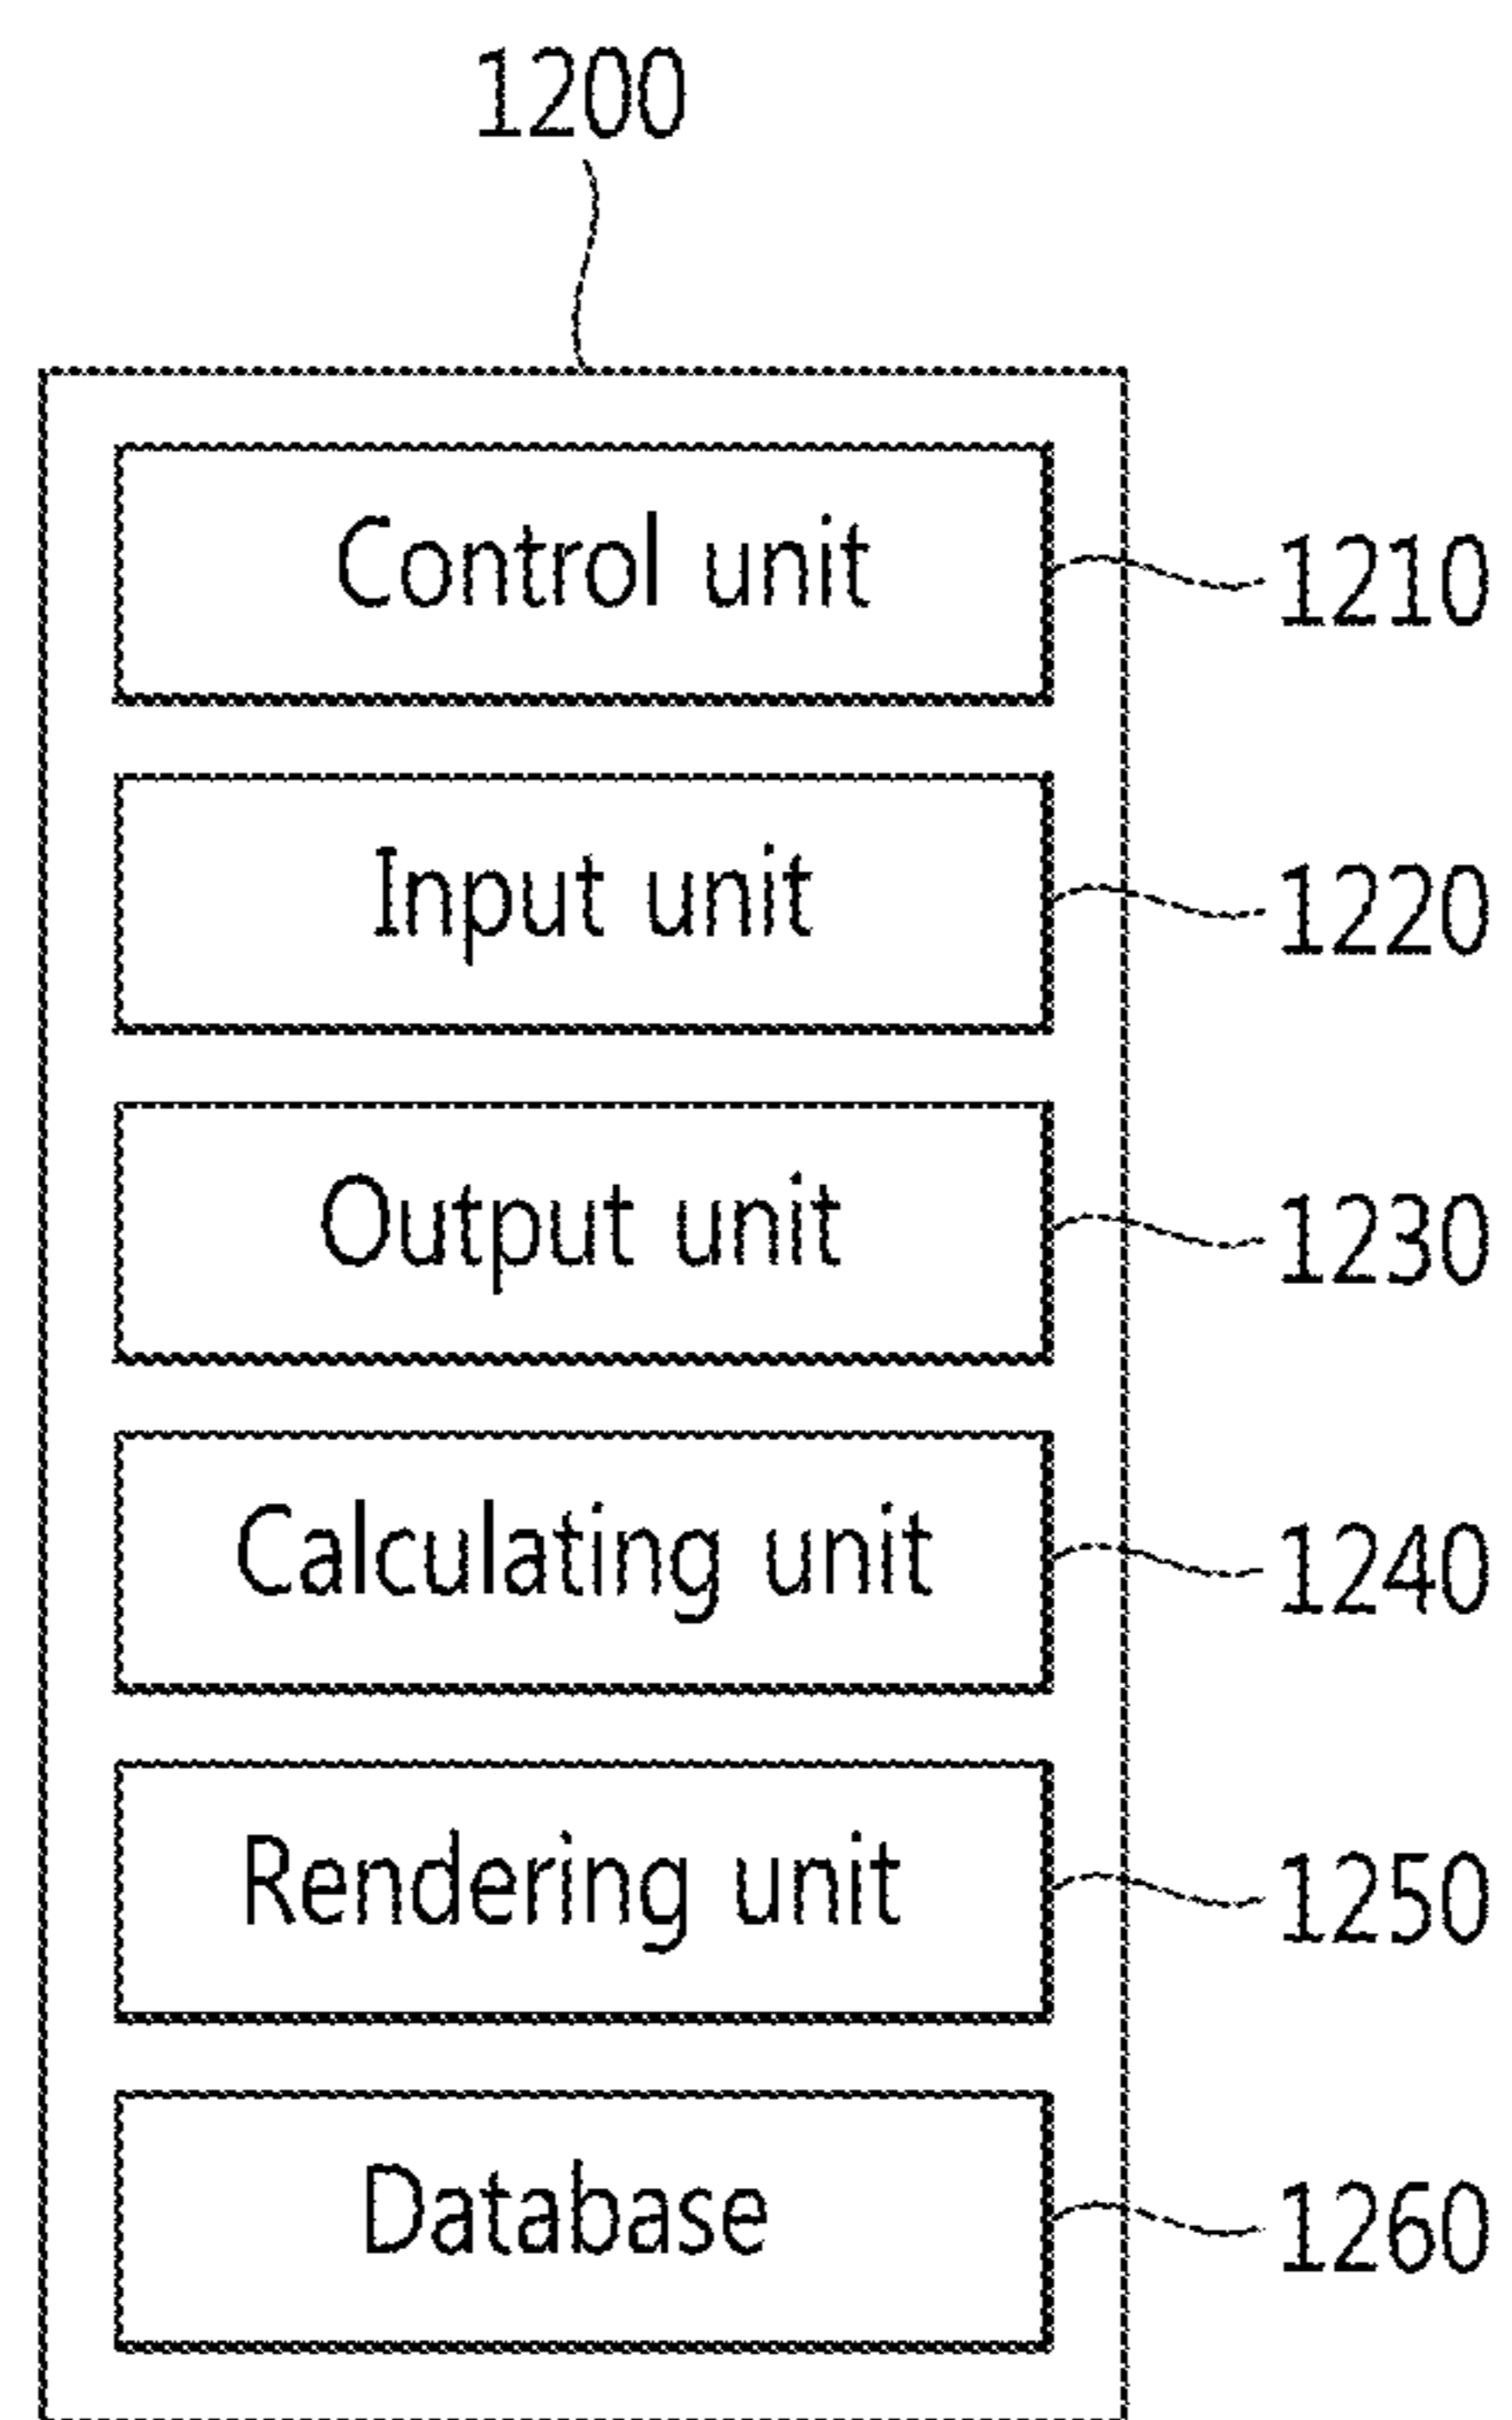 1200
Control unit
1210
Input unit
1220
Output unit
1230
Calculating unit
1240
Rendering unit
1250
Database
1260